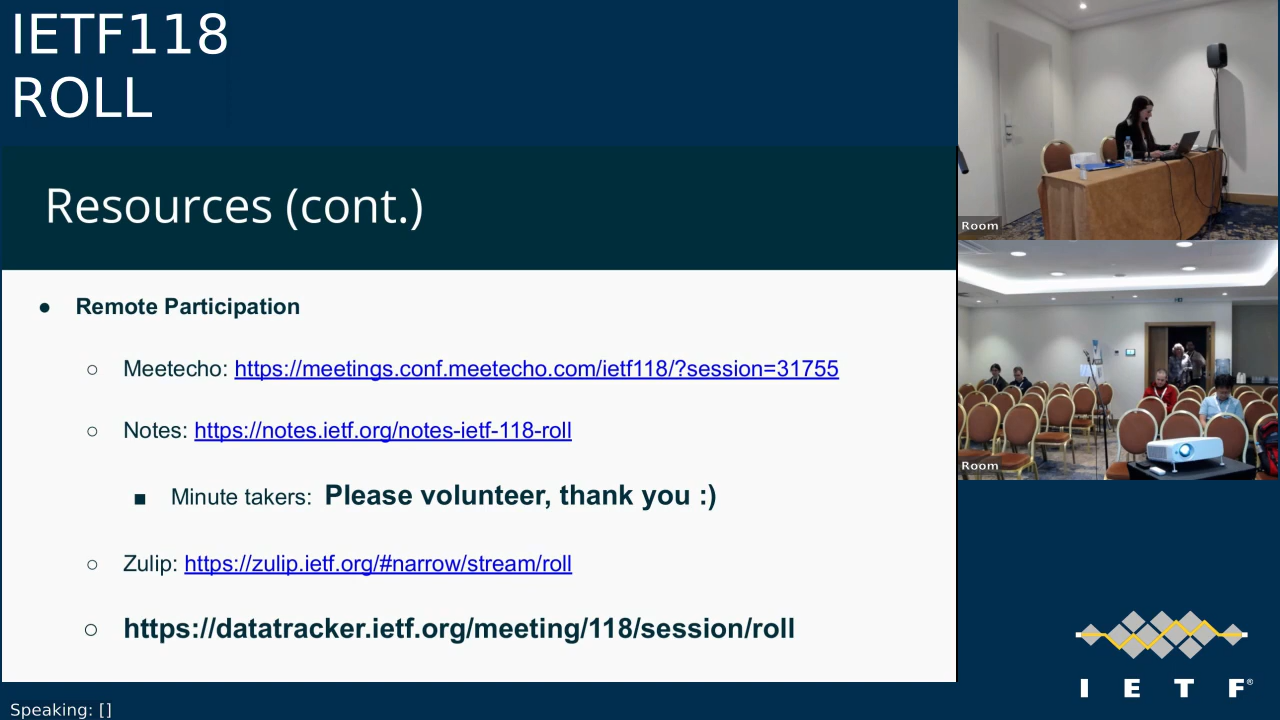 IETF118
ROLL
Resources (cont.)
● Remote Participation
○ Meetecho: https://meetings.conf.meetecho.com/ietf118/?session=31755
○ Notes: https://notes.ietf.org/notes-ietf-118-roll
■ Minute takers: Please volunteer, thank you :)
○ Zulip: https://zulip.ietf.org/#narrow/stream/roll
○ https://datatracker.ietf.org/meeting/118/session/roll
Room
Room
I E T F®
Speaking: []